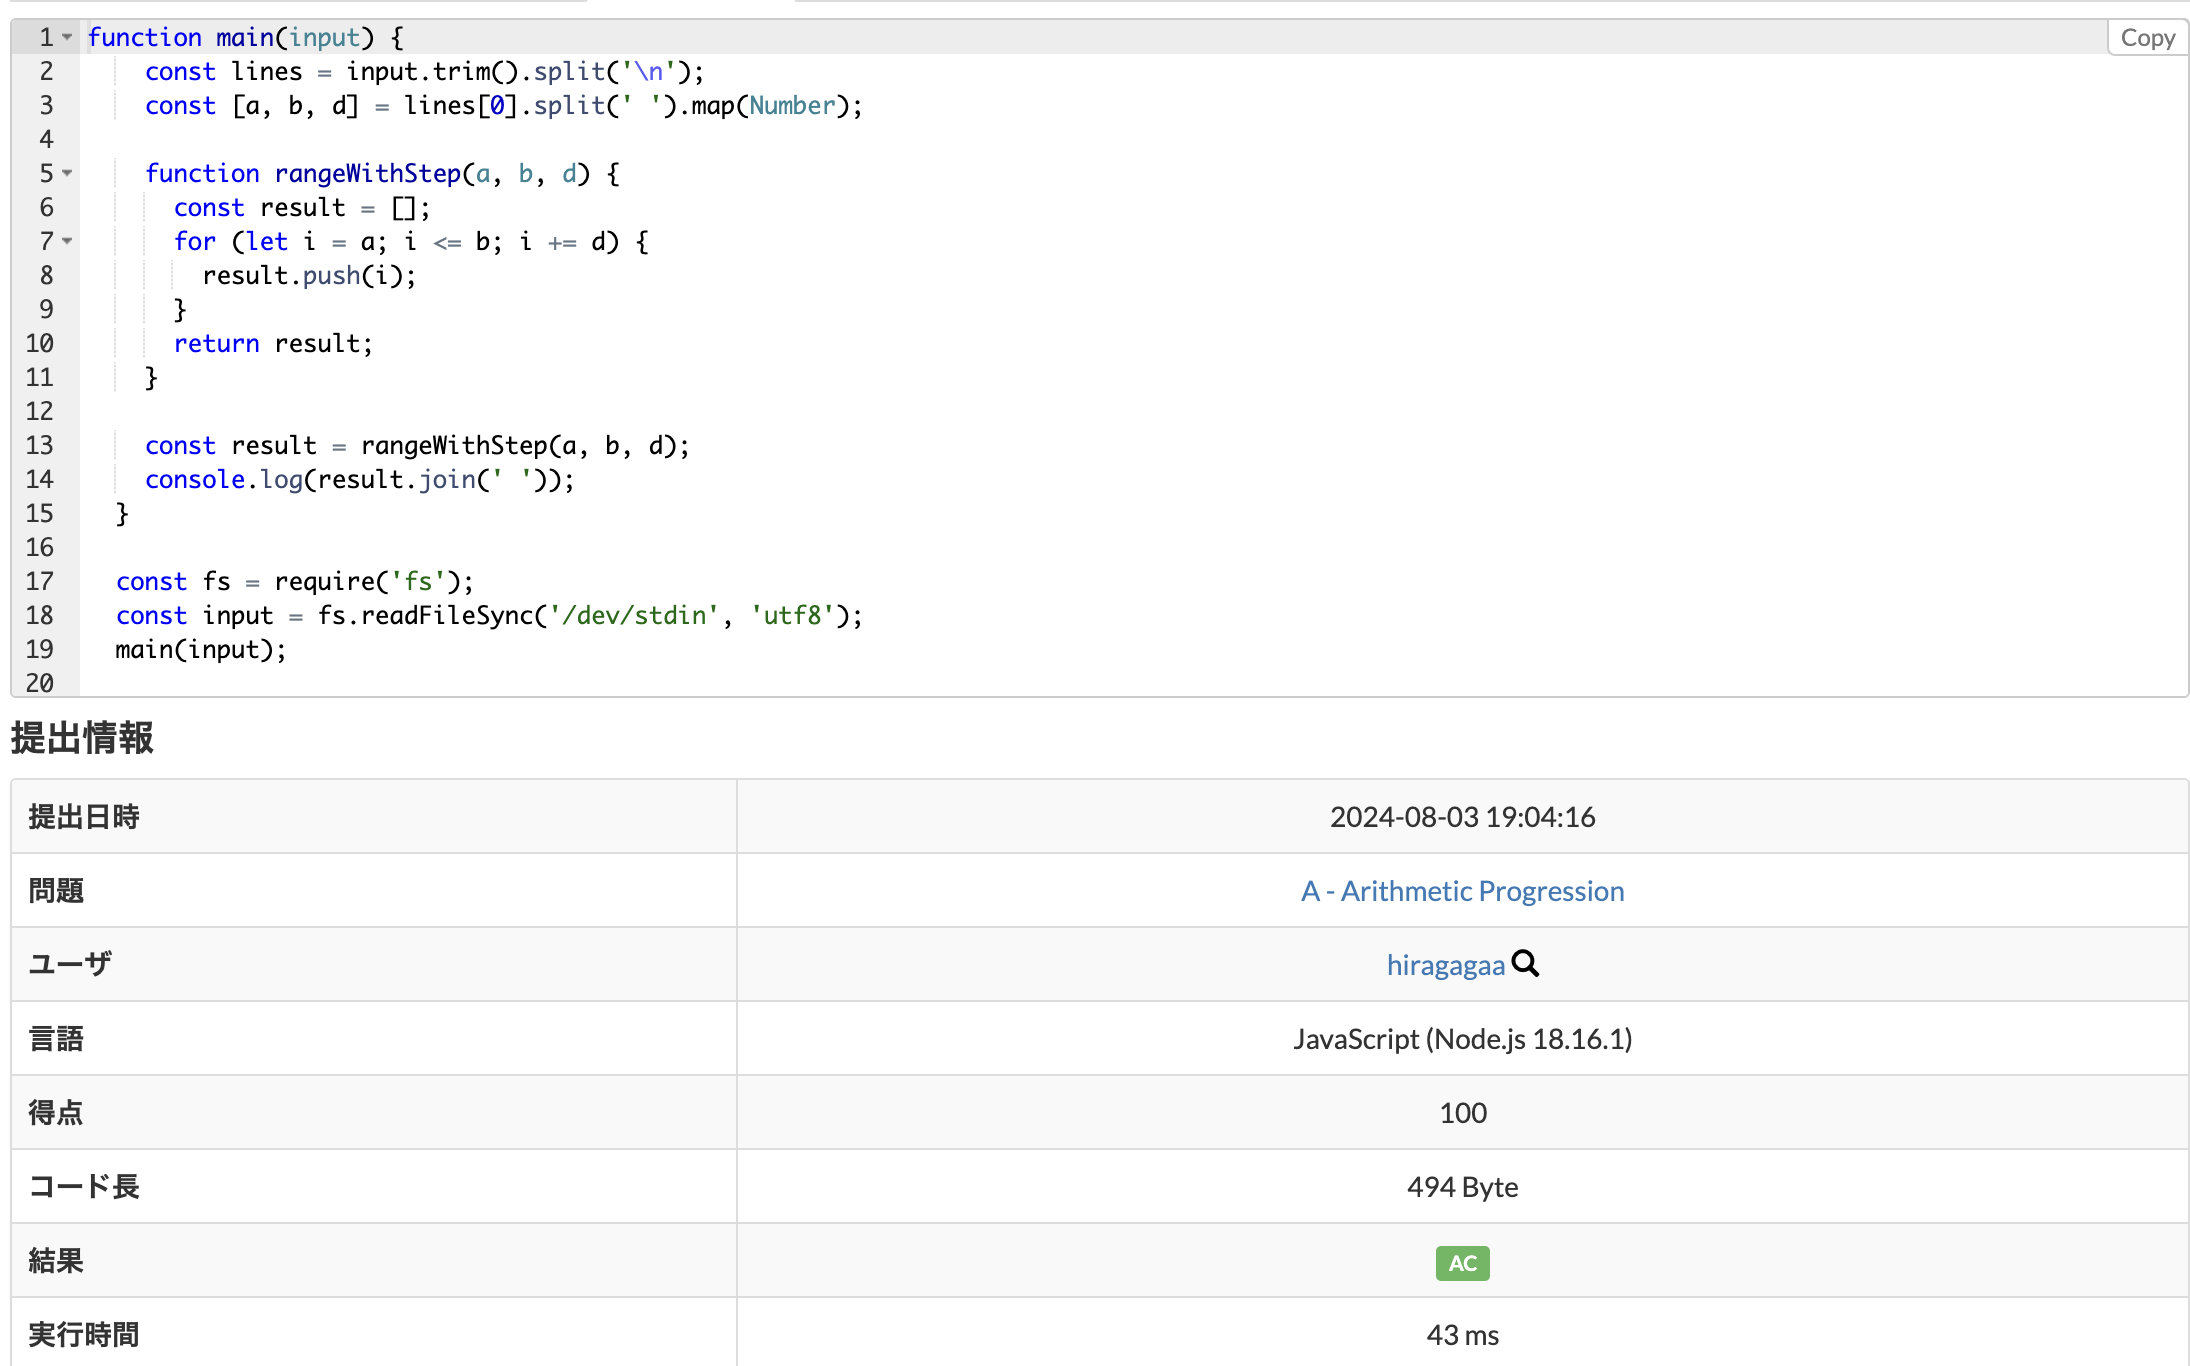 Copy
1 function main(input) {
2     const lines = input.trim().split('\n');
3     const [a, b, d] = lines[0].split(' ').map(Number);
4
5     function rangeWithStep(a, b, d) {
6       const result = [];
7       for (let i = a; i <= b; i += d) {
8         result.push(i);
9       }
10       return result;
11     }
12
13     const result = rangeWithStep(a, b, d);
14     console.log(result.join(' '));
15   }
16
17   const fs = require('fs');
18   const input = fs.readFileSync('/dev/stdin', 'utf8');
19   main(input);
20
提出情報
提出日時 2024-08-03 19:04:16
問題 A - Arithmetic Progression
ユーザ hiragagaa
言語 JavaScript (Node.js 18.16.1)
得点 100
コード長 494 Byte
結果 AC
実行時間 43 ms